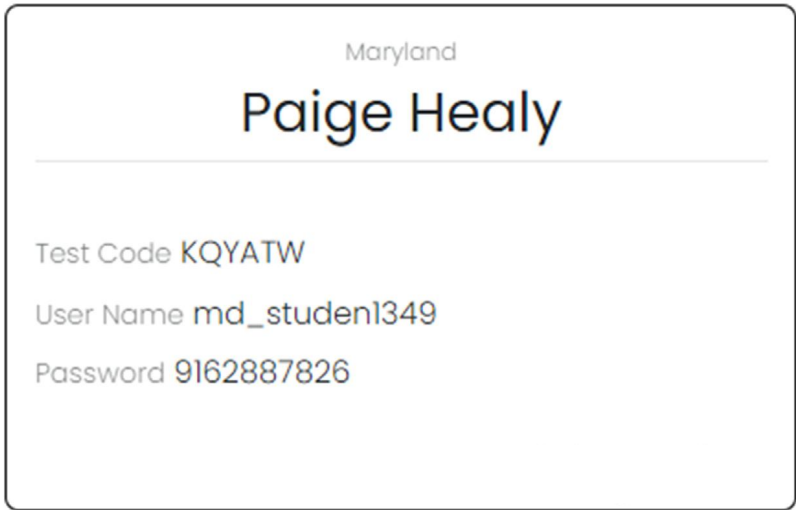 Maryland
Paige Healy
Test Code KQYATW
User Name md_studen1349
Password 9162887826